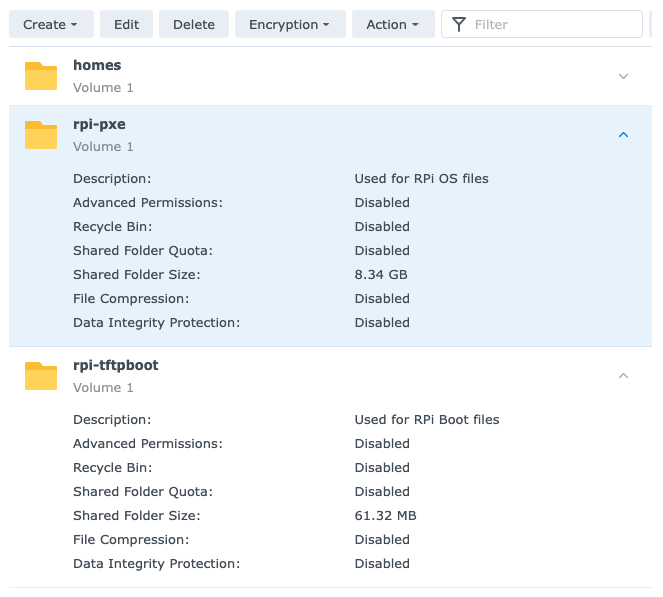 Create Edit Delete Encryption Action Filter
homes
Volume 1
rpi-pxe
Volume 1
Description: Used for RPi OS files
Advanced Permissions: Disabled
Recycle Bin: Disabled
Shared Folder Quota: Disabled
Shared Folder Size: 8.34 GB
File Compression: Disabled
Data Integrity Protection: Disabled
rpi-tftpboot
Volume 1
Description: Used for RPi Boot files
Advanced Permissions: Disabled
Recycle Bin: Disabled
Shared Folder Quota: Disabled
Shared Folder Size: 61.32 MB
File Compression: Disabled
Data Integrity Protection: Disabled